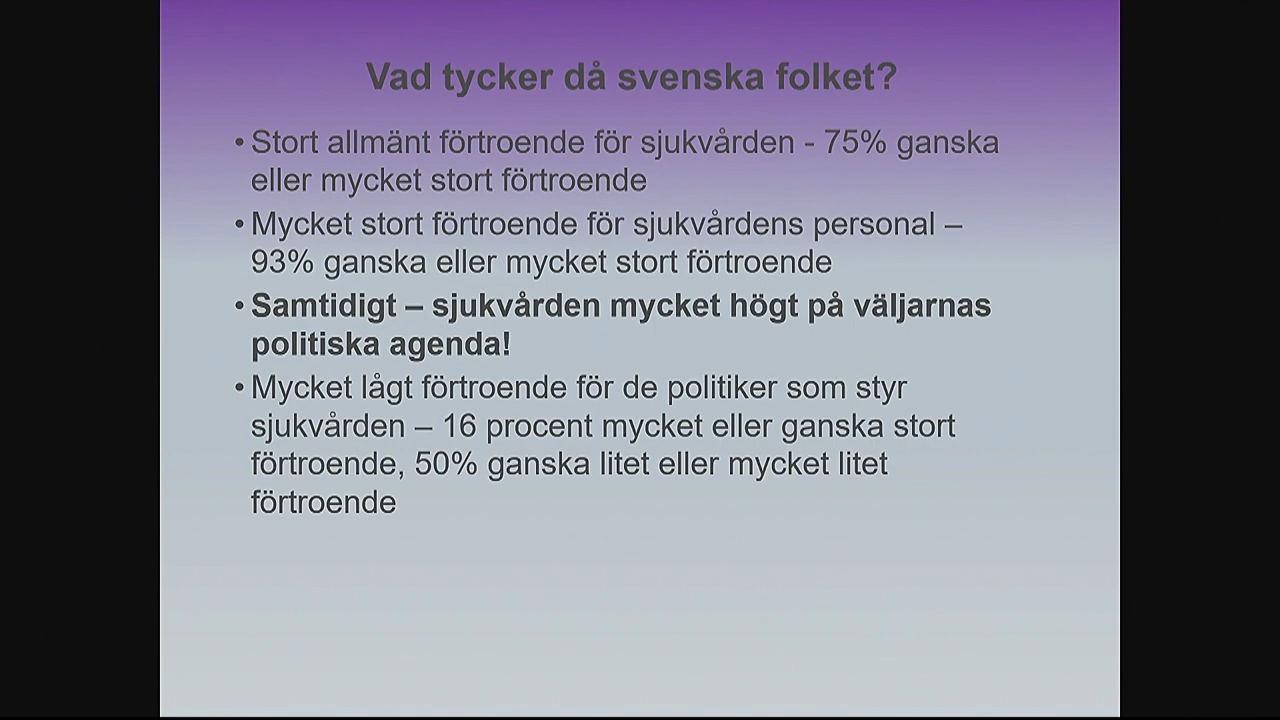 Vad tycker då svenska folket?
• Stort allmänt förtroende för sjukvården - 75% ganska
eller mycket stort förtroende
• Mycket stort förtroende för sjukvårdens personal –
93% ganska eller mycket stort förtroende
• Samtidigt – sjukvården mycket högt på väljarnas
politiska agenda!
• Mycket lågt förtroende för de politiker som styr
sjukvården – 16 procent mycket eller ganska stort
förtroende, 50% ganska litet eller mycket litet
förtroende